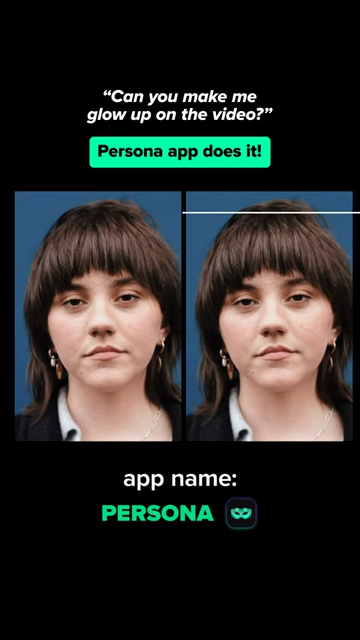 “Can you make me
glow up on the video?”
Persona app does it!
app name:
PERSONA